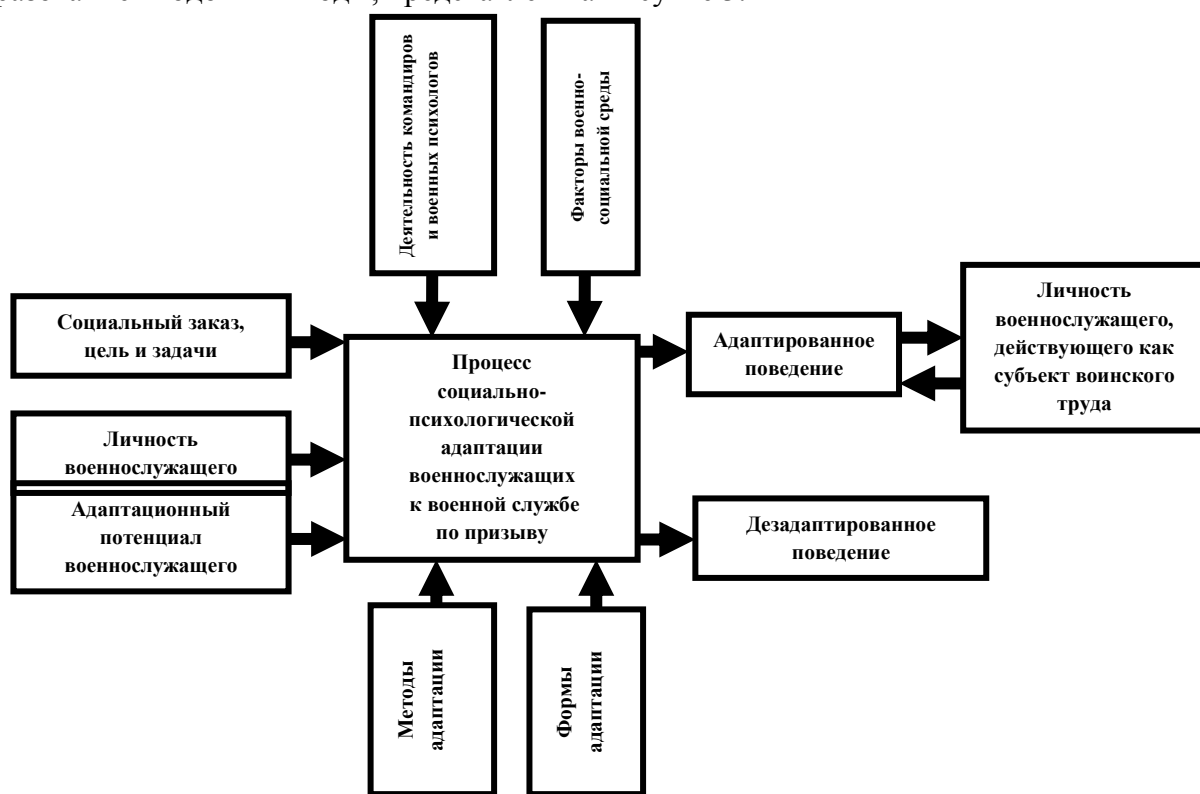 Деятельность командиров
и военных психологов
Факторы военно-
социальной среды
Социальный заказ,
цель и задачи
Личность
военнослужащего
Адаптационный
потенциал
военнослужащего
Процесс
социально-
психологической
адаптации
военнослужащих
к военной службе
по призыву
Адаптированное
поведение
Личность
военнослужащего,
действующего как
субъект воинского
труда
Дезадаптированное
поведение
Методы
адаптации
Формы
адаптации